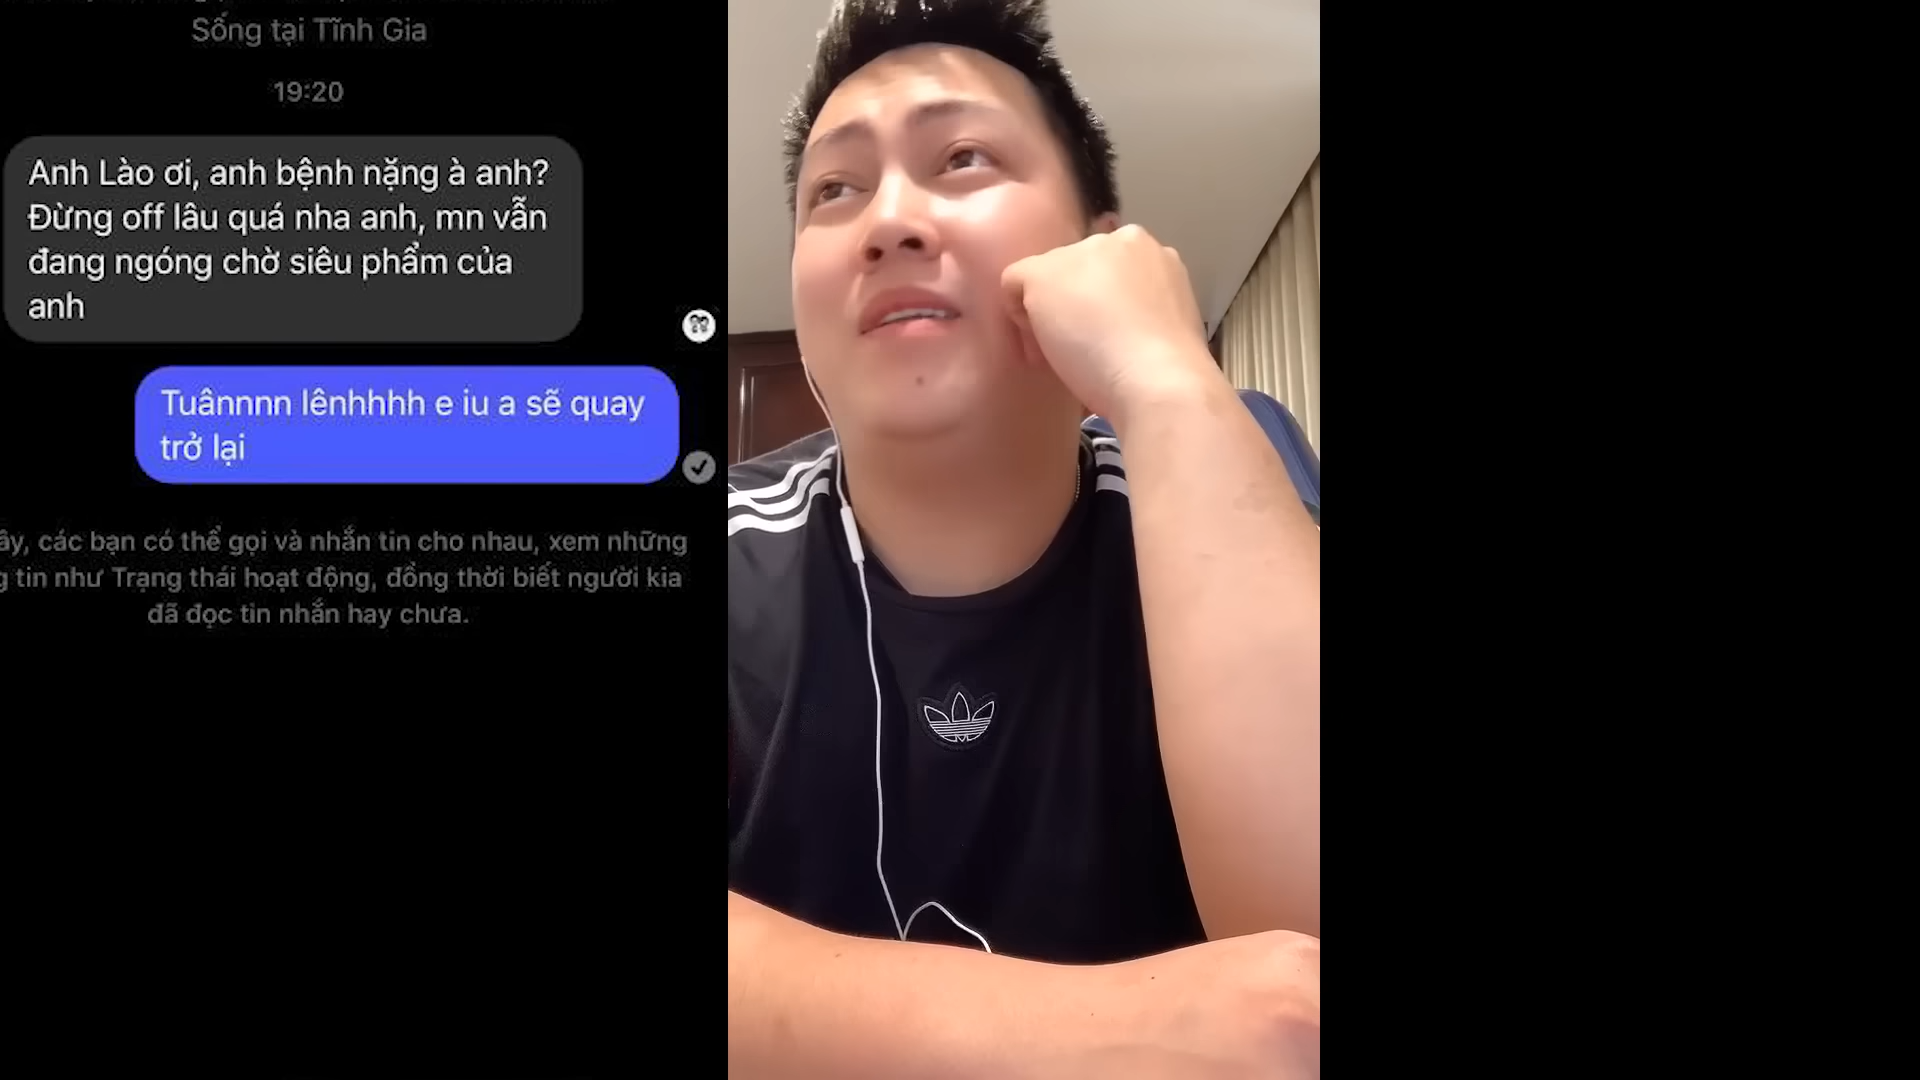 Sống tại Tĩnh Gia
19:20
Anh Lào ơi, anh bệnh nặng à anh?
Đừng off lâu quá nha anh, mn vẫn
đang ngóng chờ siêu phẩm của
anh
Tuânnnn lênhhhh e iu a sẽ quay
trở lại
các bạn có thể gọi và nhắn tin cho nhau, xem những
tin như Trạng thái hoạt động, đồng thời biết người kia
đã đọc tin nhắn hay chưa.